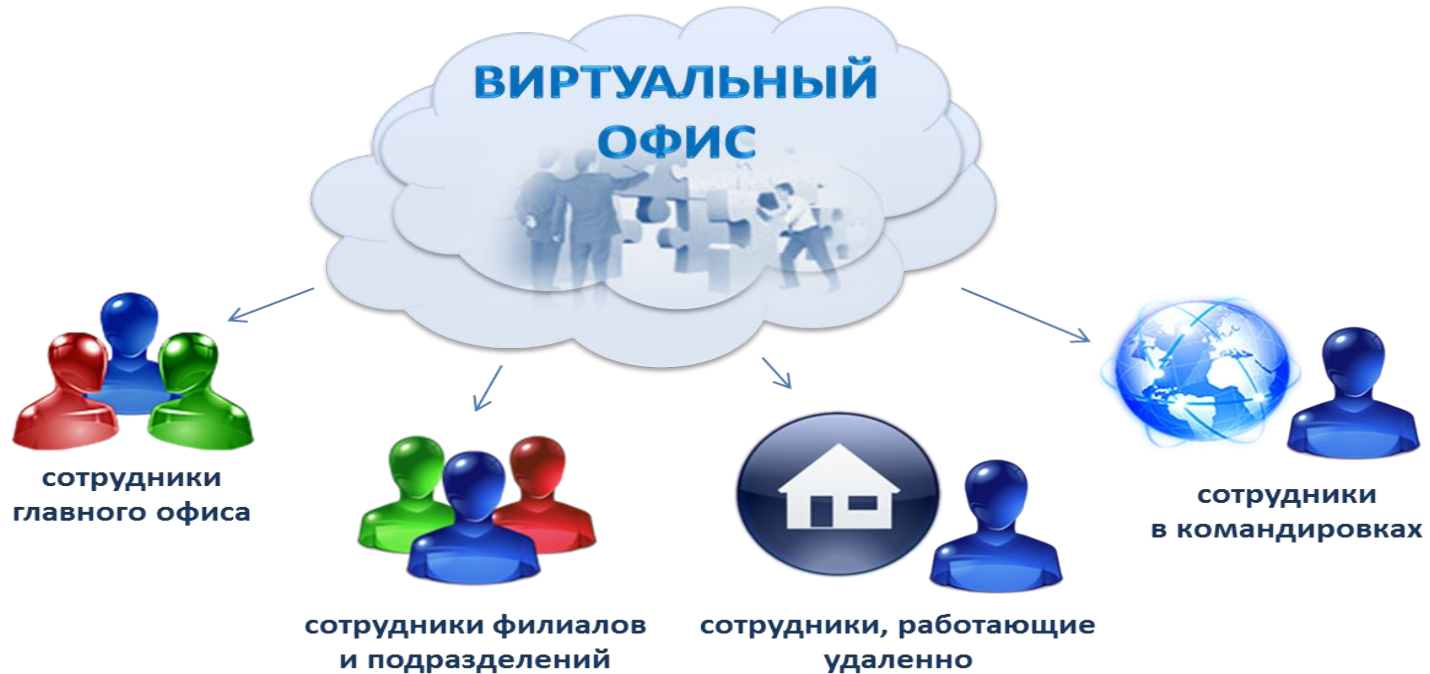 ВИРТУАЛЬНЫЙ
ОФИС
сотрудники
главного офиса
сотрудники филиалов
и подразделений
сотрудники, работающие
удаленно
сотрудники
в командировках